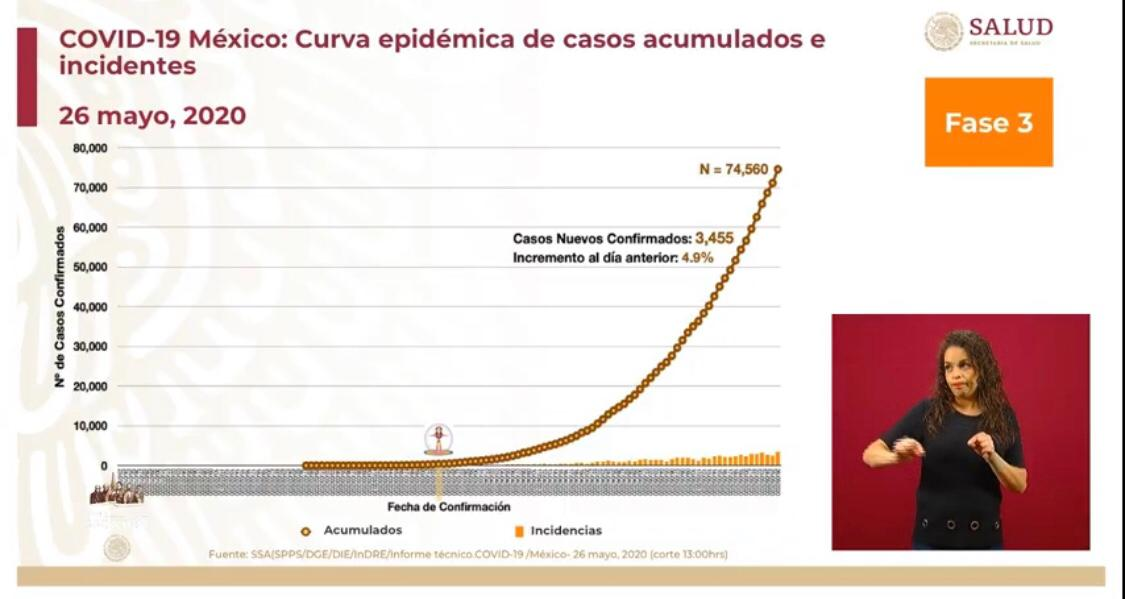 COVID-19 México: Curva epidémica de casos acumulados e
incidentes
26 mayo, 2020
SALUD
SECRETARÍA DE SALUD
Fase 3
80,000
70,000
60,000
50,000
40,000
30,000
20,000
10,000
0
Nº de Casos Confirmados
N = 74,560
Casos Nuevos Confirmados: 3,455
Incremento al día anterior: 4.9%
Fecha de Confirmación
Acumulados
Incidencias
Fuente: SSA(SPPS/DGE/DIE/InDRE/Informe técnico.COVID-19 /México- 26 mayo, 2020 (corte 13:00hrs)